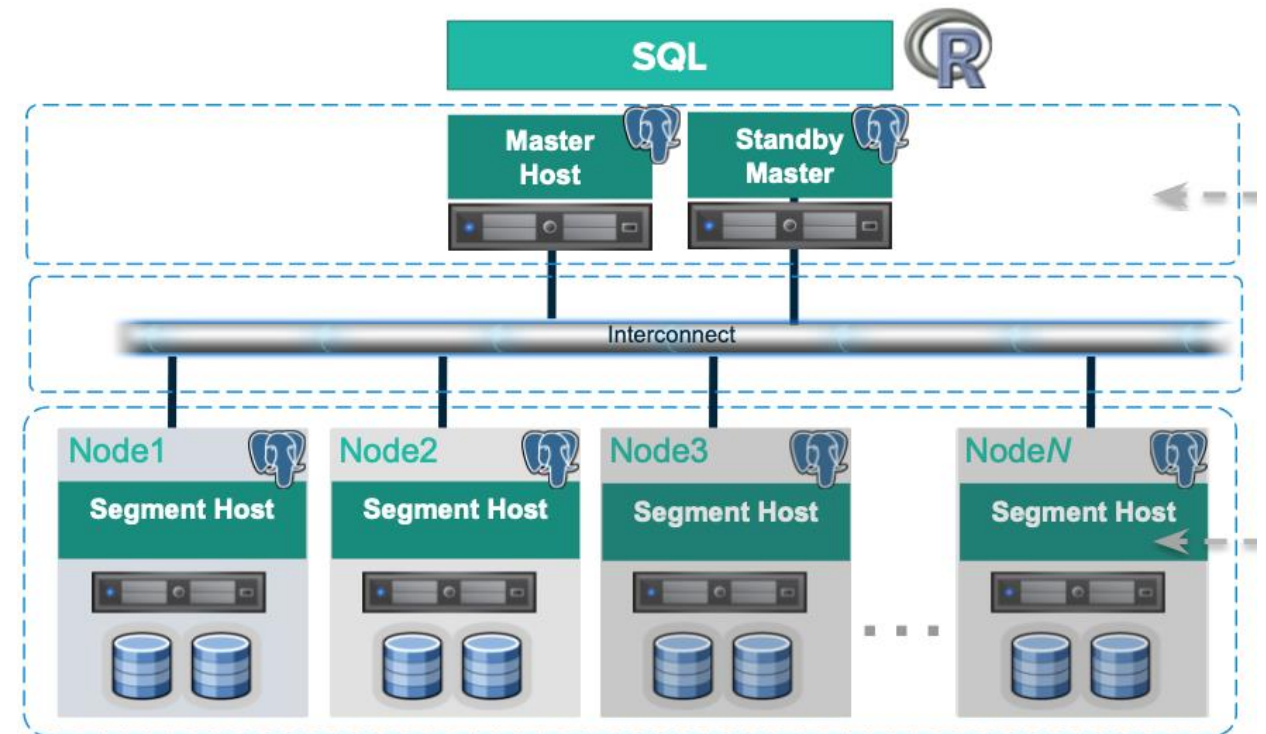 SQL
R
Master
Host
Standby
Master
Interconnect
Node1
Node2
Node3
NodeN
Segment Host
Segment Host
Segment Host
Segment Host